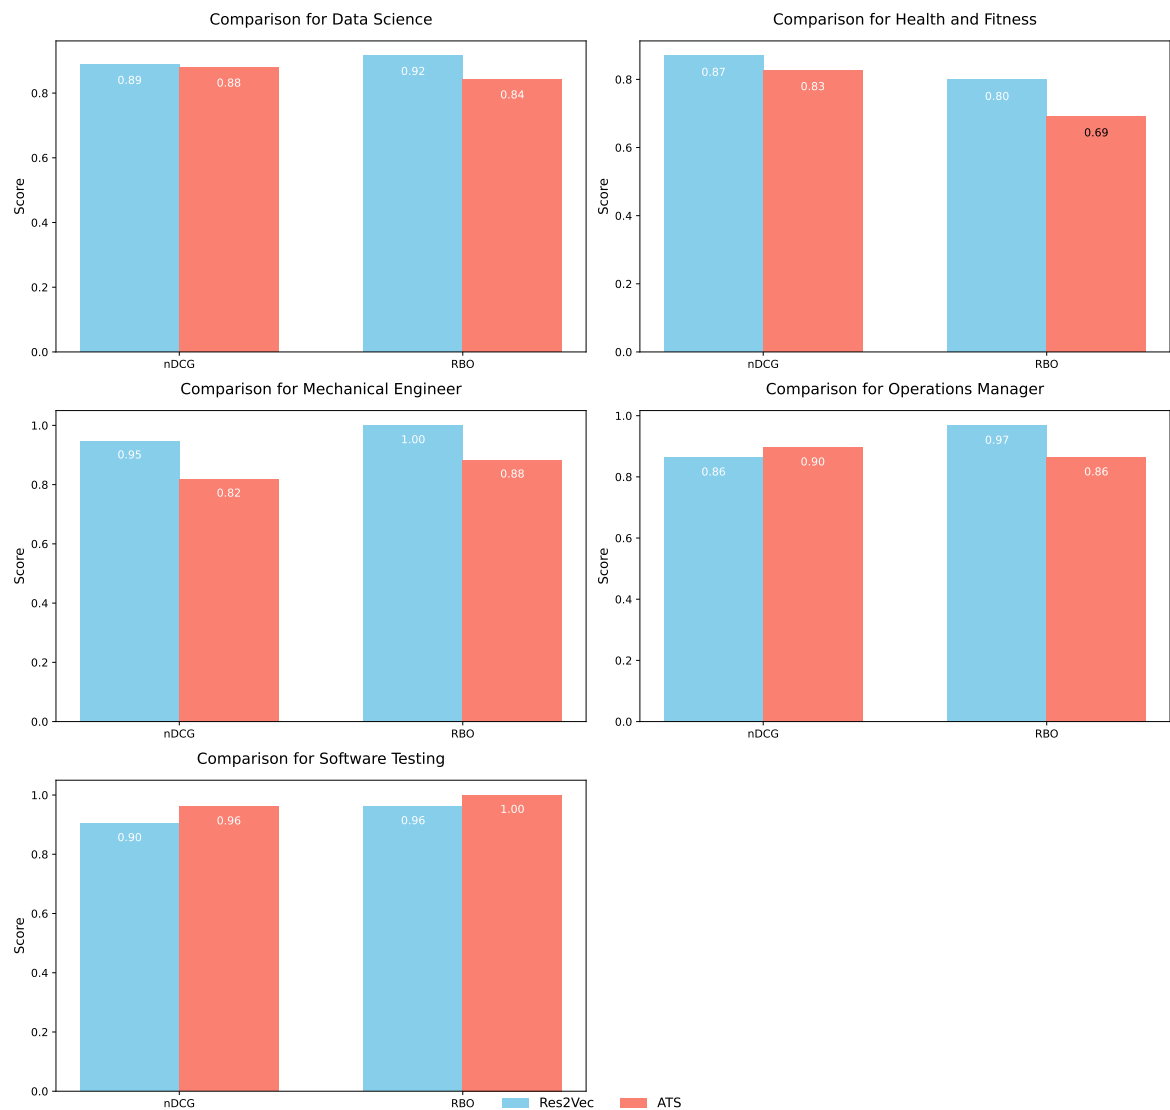 Comparison for Data Science
Score
0.8
0.6
0.4
0.2
0.0
0.89
0.88
0.92
0.84
nDCG
RBO
Comparison for Health and Fitness
Score
0.8
0.6
0.4
0.2
0.0
0.87
0.83
0.80
0.69
nDCG
RBO
Comparison for Mechanical Engineer
Score
1.0
0.8
0.6
0.4
0.2
0.0
0.95
0.82
1.00
0.88
nDCG
RBO
Comparison for Operations Manager
Score
1.0
0.8
0.6
0.4
0.2
0.0
0.86
0.90
0.97
0.86
nDCG
RBO
Comparison for Software Testing
Score
1.0
0.8
0.6
0.4
0.2
0.0
0.90
0.96
0.96
1.00
nDCG
RBO
Res2Vec
ATS